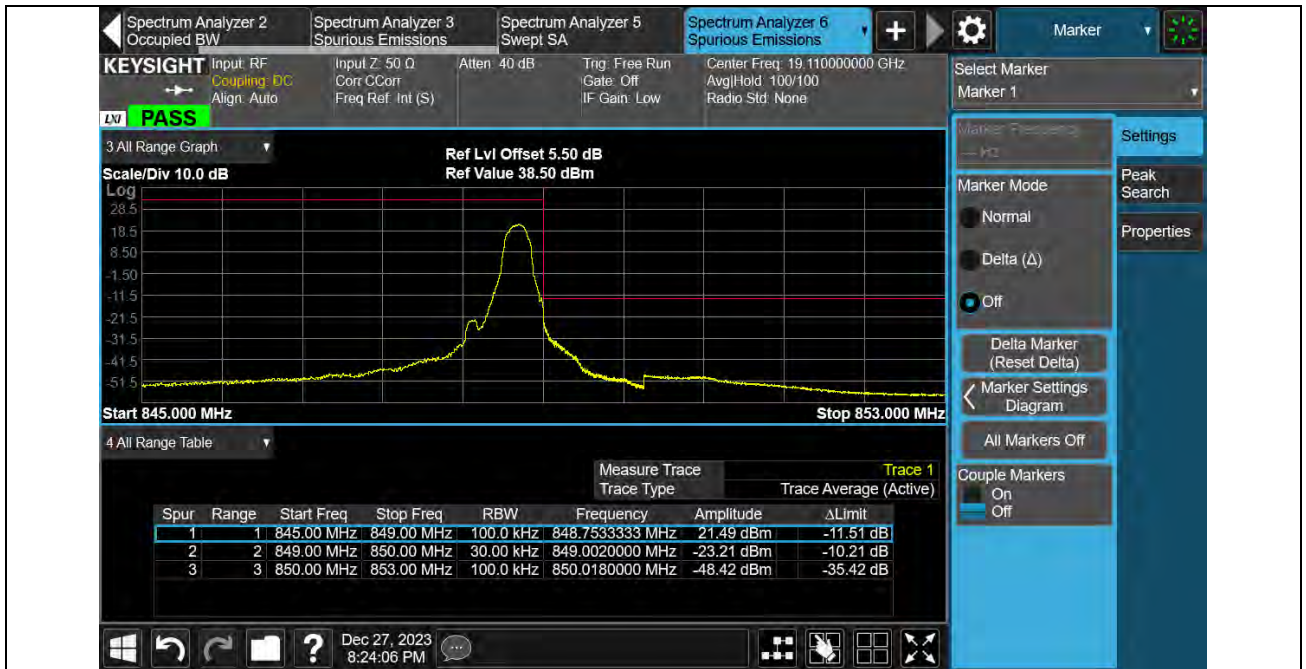 Spectrum Analyzer 2
Occupied BW
Spectrum Analyzer 3
Spurious Emissions
Spectrum Analyzer 5
Swept SA
Spectrum Analyzer 6
Spurious Emissions
Marker
KEYSIGHT
Input: RF
Coupling: DC
Align: Auto
Input Z: 50 Ω
Corr CCorr
Freq Ref: Int (S)
Atten: 40 dB
Trig: Free Run
Gate: Off
IF Gain: Low
Center Freq: 19.110000000 GHz
Avg|Hold: 100/100
Radio Std: None
LXI
PASS
Select Marker
Marker 1
3 All Range Graph
Ref Lvl Offset 5.50 dB
Scale/Div 10.0 dB
Ref Value 38.50 dBm
Log
28.5
18.5
8.50
-1.50
-11.5
-21.5
-31.5
-41.5
-51.5
Start 845.000 MHz
Stop 853.000 MHz
Marker Frequency
--- Hz
Settings
Marker Mode
Normal
Delta (Δ)
Off
Peak
Search
Properties
Delta Marker
(Reset Delta)
Marker Settings
Diagram
All Markers Off
Couple Markers
On
Off
4 All Range Table
Measure Trace Trace 1
Trace Type Trace Average (Active)
Spur Range Start Freq Stop Freq RBW Frequency Amplitude ΔLimit
1 1 845.00 MHz 849.00 MHz 100.0 kHz 848.7533333 MHz 21.49 dBm -11.51 dB
2 2 849.00 MHz 850.00 MHz 30.00 kHz 849.0020000 MHz -23.21 dBm -10.21 dB
3 3 850.00 MHz 853.00 MHz 100.0 kHz 850.0180000 MHz -48.42 dBm -35.42 dB
Dec 27, 2023
8:24:06 PM